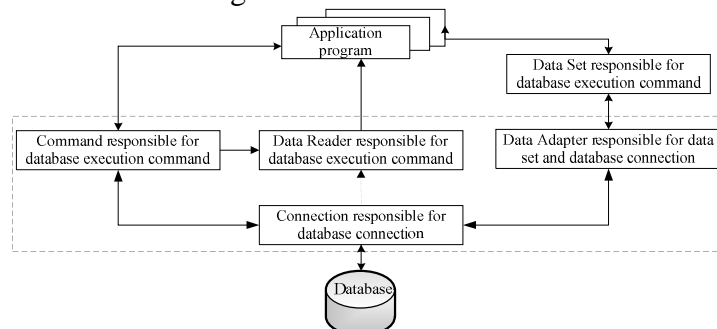 Application
program
Data Set responsible for
database execution command
Command responsible for
database execution command
Data Reader responsible for
database execution command
Data Adapter responsible for data
set and database connection
Connection responsible for
database connection
Database